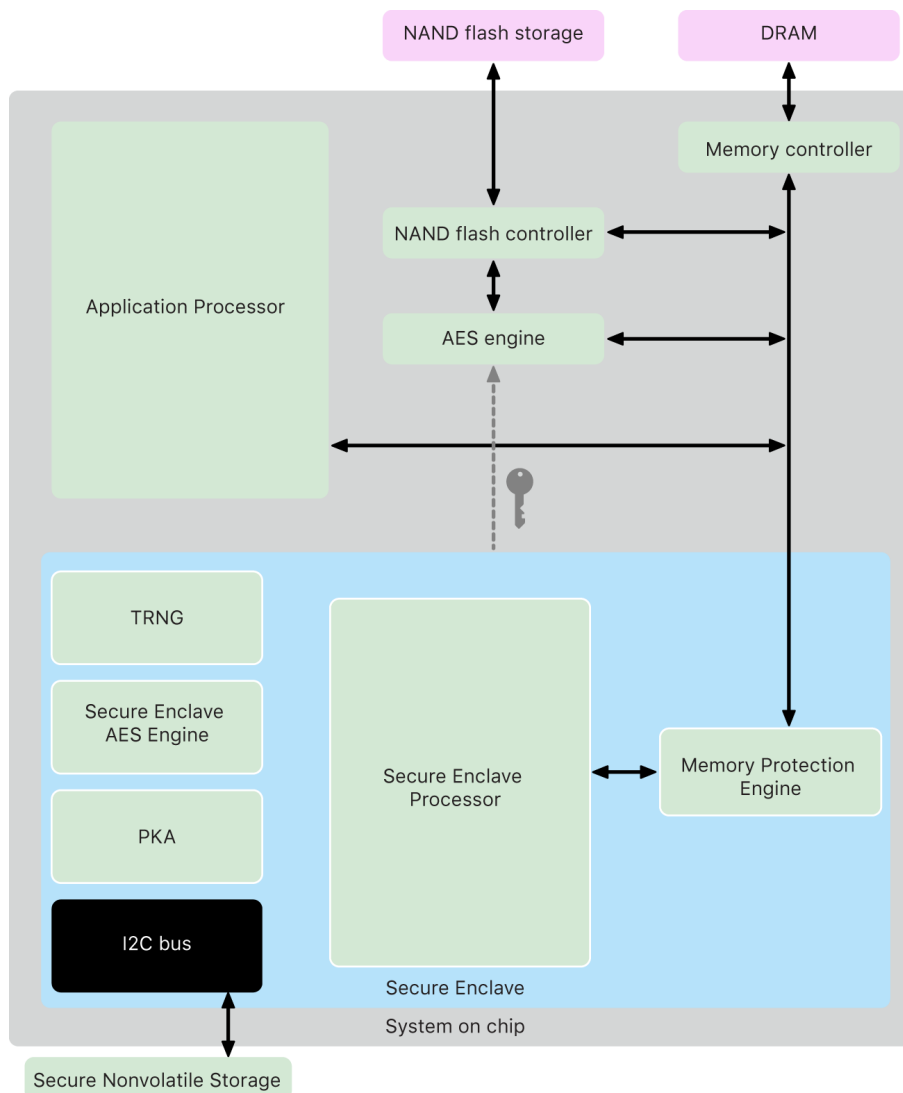 NAND flash storage
DRAM
Memory controller
NAND flash controller
Application Processor
AES engine
TRNG
Secure Enclave
AES Engine
Secure Enclave
Processor
Memory Protection
Engine
PKA
I2C bus
Secure Enclave
System on chip
Secure Nonvolatile Storage